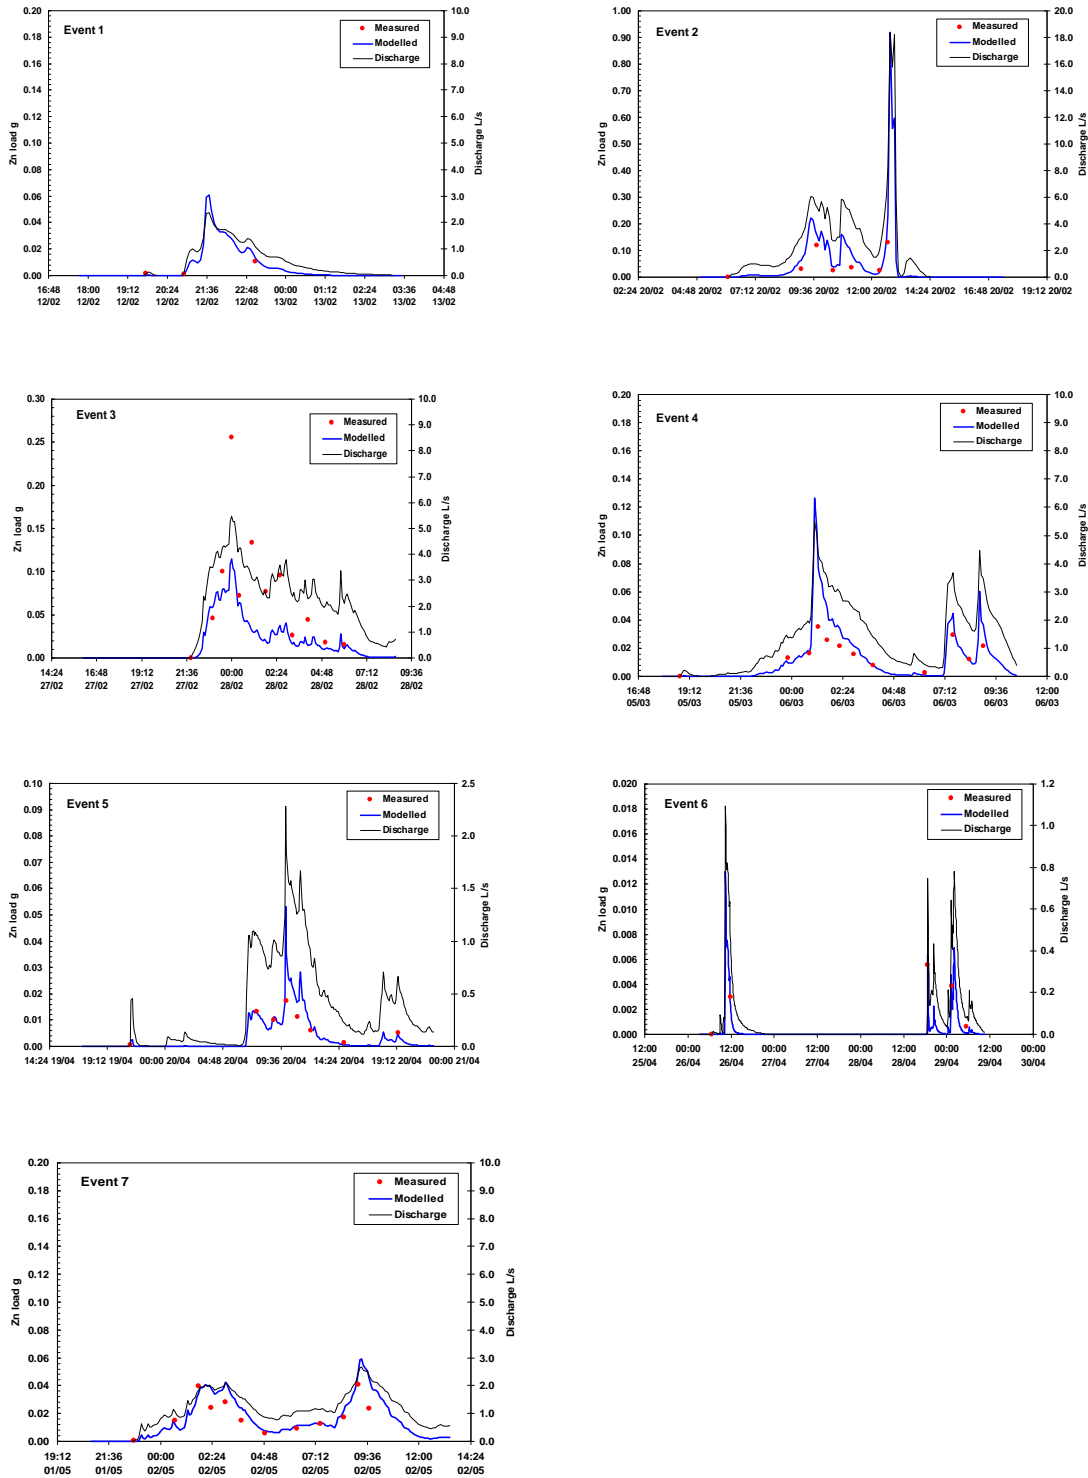 Event 1
Measured
Modelled
Discharge
Zn load g
Discharge L/s
0.20
0.18
0.16
0.14
0.12
0.10
0.08
0.06
0.04
0.02
0.00
10.0
9.0
8.0
7.0
6.0
5.0
4.0
3.0
2.0
1.0
0.0
16:48 18:00 19:12 20:24 21:36 22:48 00:00 01:12 02:24 03:36 04:48
12/02 12/02 12/02 12/02 12/02 12/02 13/02 13/02 13/02 13/02 13/02
Event 2
Measured
Modelled
Discharge
Zn load g
Discharge L/s
1.00
0.90
0.80
0.70
0.60
0.50
0.40
0.30
0.20
0.10
0.00
20.0
18.0
16.0
14.0
12.0
10.0
8.0
6.0
4.0
2.0
0.0
02:24 20/02 04:48 20/02 07:12 20/02 09:36 20/02 12:00 20/02 14:24 20/02 16:48 20/02 19:12 20/02
Event 3
Measured
Modelled
Discharge
Zn load g
Discharge L/s
0.30
0.25
0.20
0.15
0.10
0.05
0.00
10.0
9.0
8.0
7.0
6.0
5.0
4.0
3.0
2.0
1.0
0.0
14:24 16:48 19:12 21:36 00:00 02:24 04:48 07:12 09:36
27/02 27/02 27/02 27/02 28/02 28/02 28/02 28/02 28/02
Event 4
Measured
Modelled
Discharge
Zn load g
Discharge L/s
0.20
0.18
0.16
0.14
0.12
0.10
0.08
0.06
0.04
0.02
0.00
10.0
9.0
8.0
7.0
6.0
5.0
4.0
3.0
2.0
1.0
0.0
16:48 19:12 21:36 00:00 02:24 04:48 07:12 09:36 12:00
05/03 05/03 05/03 06/03 06/03 06/03 06/03 06/03 06/03
Event 5
Measured
Modelled
Discharge
Zn load g
Discharge L/s
0.10
0.09
0.08
0.07
0.06
0.05
0.04
0.03
0.02
0.01
0.00
2.5
2.0
1.5
1.0
0.5
0.0
14:24 19/04 19:12 19/04 00:00 20/04 04:48 20/04 09:36 20/04 14:24 20/04 19:12 20/04 00:00 21/04
Event 6
Measured
Modelled
Discharge
Zn load g
Discharge L/s
0.020
0.018
0.016
0.014
0.012
0.010
0.008
0.006
0.004
0.002
0.000
1.2
1.0
0.8
0.6
0.4
0.2
0.0
12:00 00:00 12:00 00:00 12:00 00:00 12:00 00:00 12:00 00:00
25/04 26/04 26/04 27/04 27/04 28/04 28/04 29/04 29/04 30/04
Event 7
Measured
Modelled
Discharge
Zn load g
Discharge L/s
0.20
0.18
0.16
0.14
0.12
0.10
0.08
0.06
0.04
0.02
0.00
10.0
9.0
8.0
7.0
6.0
5.0
4.0
3.0
2.0
1.0
0.0
19:12 21:36 00:00 02:24 04:48 07:12 09:36 12:00 14:24
01/05 01/05 02/05 02/05 02/05 02/05 02/05 02/05 02/05